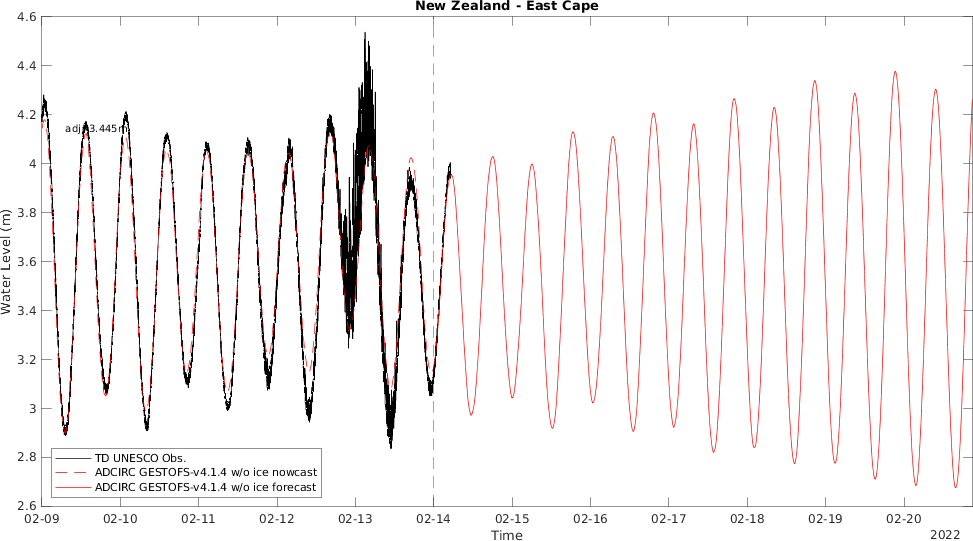 New Zealand - East Cape
4.6
4.4
4.2
4
3.8
3.6
3.4
3.2
3
2.8
2.6
Water Level (m)
TD UNESCO Obs.
ADCIRC GESTOFS-v4.1.4 w/o ice nowcast
ADCIRC GESTOFS-v4.1.4 w/o ice forecast
02-09 02-10 02-11 02-12 02-13 02-14 02-15 02-16 02-17 02-18 02-19 02-20
Time
2022